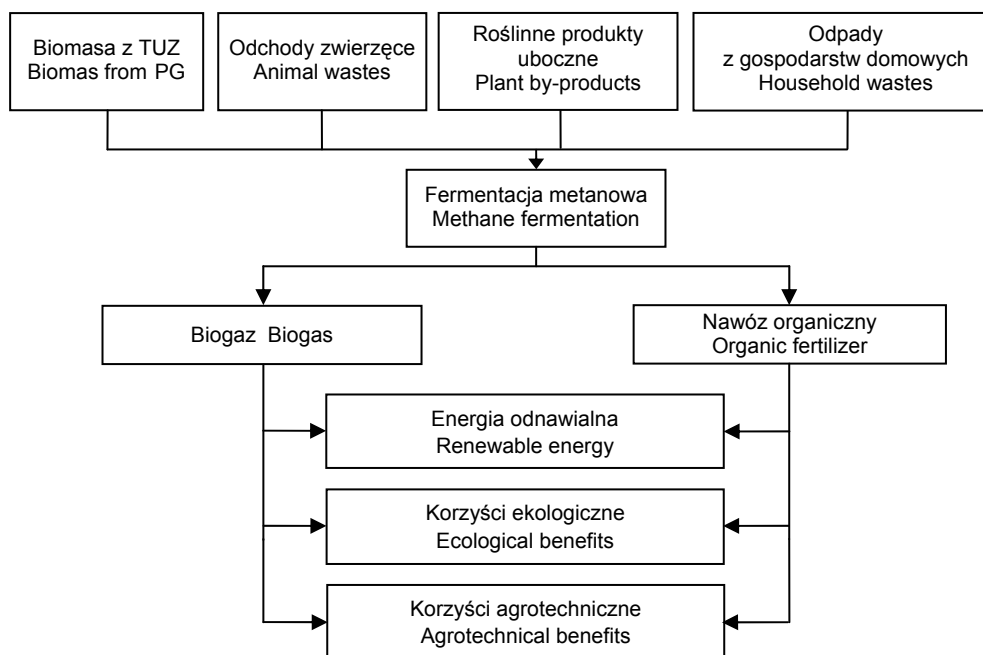 Biomasa z TUZ
Biomas from PG
Odchody zwierzęce
Animal wastes
Roślinne produkty
uboczne
Plant by-products
Odpady
z gospodarstw domowych
Household wastes
Fermentacja metanowa
Methane fermentation
Biogaz Biogas
Nawóz organiczny
Organic fertilizer
Energia odnawialna
Renewable energy
Korzyści ekologiczne
Ecological benefits
Korzyści agrotechniczne
Agrotechnical benefits